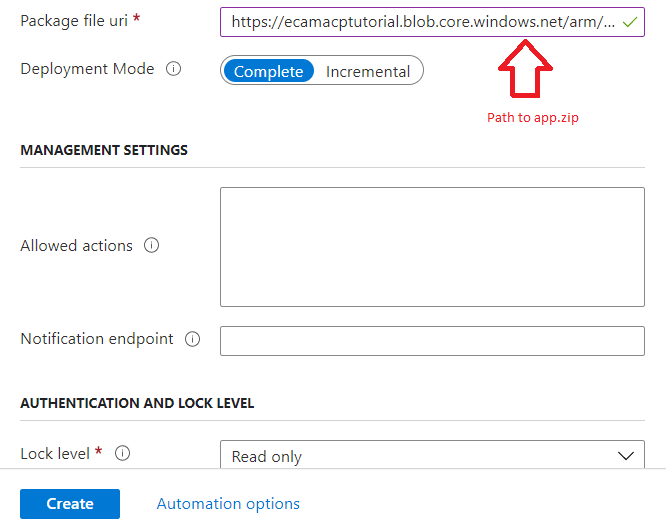 Package file uri *
https://ecamacptutorial.blob.core.windows.net/arm/...
Deployment Mode
Complete Incremental
Path to app.zip
MANAGEMENT SETTINGS
Allowed actions
Notification endpoint
AUTHENTICATION AND LOCK LEVEL
Lock level *
Read only
Create Automation options